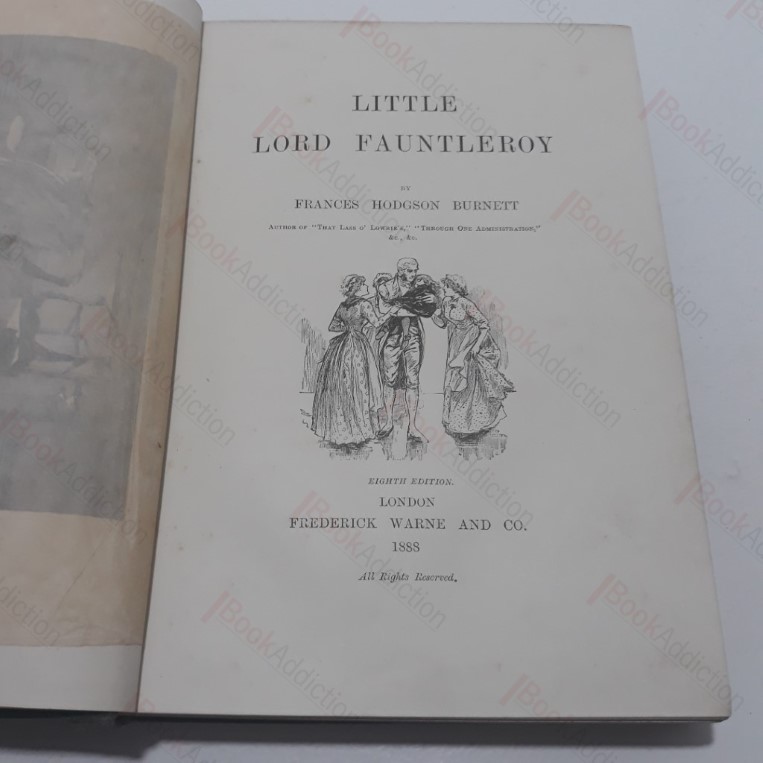 LITTLE
LORD FAUNTLEROY
BY
FRANCES HODGSON BURNETT
AUTHOR OF "THAT LASS O' LOWRIE'S," "THROUGH ONE ADMINISTRATION,"
&c., &c.
EIGHTH EDITION.
LONDON
FREDERICK WARNE AND CO.
1888
All Rights Reserved.
BookAddiction